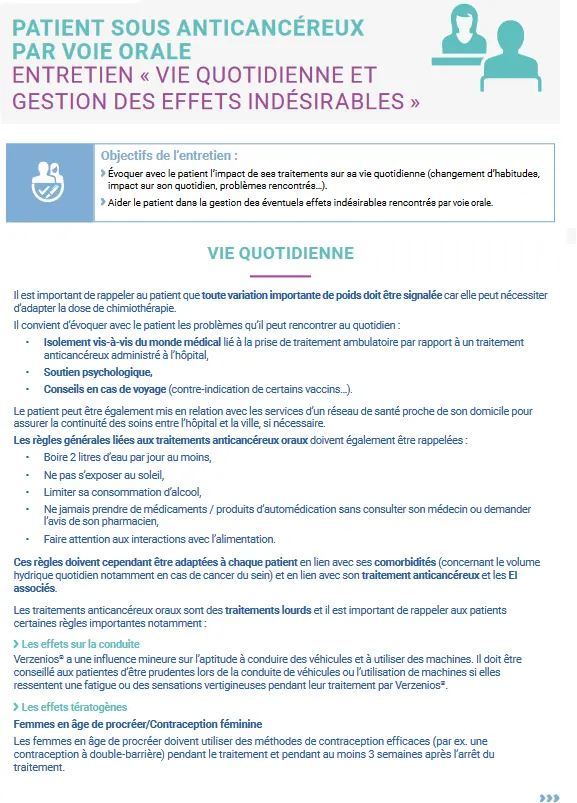 PATIENT SOUS ANTICANCÉREUX
PAR VOIE ORALE
ENTRETIEN « VIE QUOTIDIENNE ET
GESTION DES EFFETS INDÉSIRABLES »
Objectifs de l'entretien :
Évoquer avec le patient l'impact de ses traitements sur sa vie quotidienne (changement d'habitudes,
impact sur son quotidien, problèmes rencontrés...).
Aider le patient dans la gestion des éventuels effets indésirables rencontrés par voie orale.
VIE QUOTIDIENNE
Il est important de rappeler au patient que toute variation importante de poids doit être signalée car elle peut nécessiter
d'adapter la dose de chimiothérapie.
Il convient d'évoquer avec le patient les problèmes qu'il peut rencontrer au quotidien :
• Isolement vis-à-vis du monde médical lié à la prise de traitement ambulatoire par rapport à un traitement
anticancéreux administré à l'hôpital,
• Soutien psychologique,
• Conseils en cas de voyage (contre-indication de certains vaccins...).
Le patient peut être également mis en relation avec les services d'un réseau de santé proche de son domicile pour
assurer la continuité des soins entre l'hôpital et la ville, si nécessaire.
Les règles générales liées aux traitements anticancéreux oraux doivent également être rappelées :
• Boire 2 litres d'eau par jour au moins,
• Ne pas s'exposer au soleil,
• Limiter sa consommation d'alcool,
• Ne jamais prendre de médicaments / produits d'automédication sans consulter son médecin ou demander
l'avis de son pharmacien,
• Faire attention aux interactions avec l'alimentation.
Ces règles doivent cependant être adaptées à chaque patient en lien avec ses comorbidités (concernant le volume
hydrique quotidien notamment en cas de cancer du sein) et en lien avec son traitement anticancéreux et les EI
associés.
Les traitements anticancéreux oraux sont des traitements lourds et il est important de rappeler aux patients
certaines règles importantes notamment :
Les effets sur la conduite
Verzenios® a une influence mineure sur l'aptitude à conduire des véhicules et à utiliser des machines. Il doit être
conseillé aux patientes d'être prudentes lors de la conduite de véhicules ou l'utilisation de machines si elles
ressentent une fatigue ou des sensations vertigineuses pendant leur traitement par Verzenios®.
Les effets tératogènes
Femmes en âge de procréer/Contraception féminine
Les femmes en âge de procréer doivent utiliser des méthodes de contraception efficaces (par ex. une
contraception à double-barrière) pendant le traitement et pendant au moins 3 semaines après l'arrêt du
traitement.